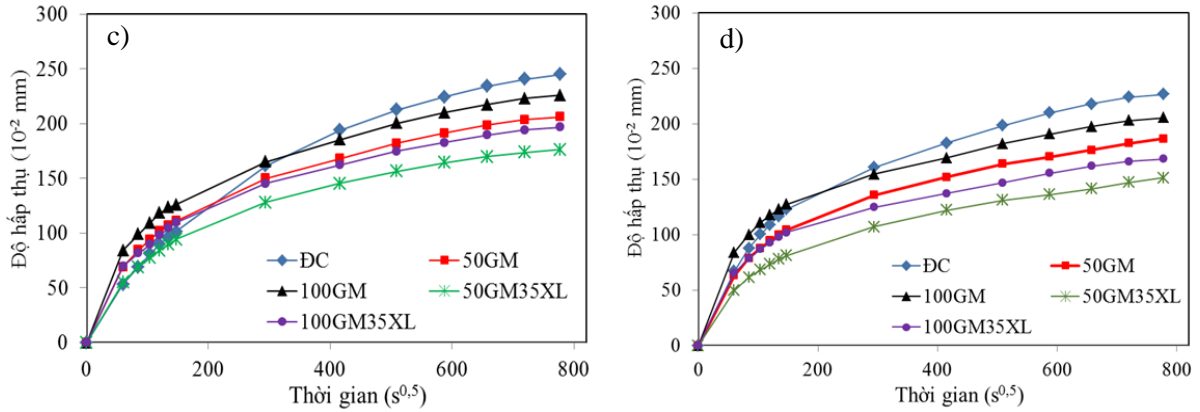 c)
Độ hấp thụ (10⁻² mm)
300
250
200
150
100
50
0
0 200 400 600 800
Thời gian (s⁰,⁵)
ĐC 50GM
100GM 50GM35XL
100GM35XL
d)
Độ hấp thụ (10⁻² mm)
300
250
200
150
100
50
0
0 200 400 600 800
Thời gian (s⁰,⁵)
ĐC 50GM
100GM 50GM35XL
100GM35XL